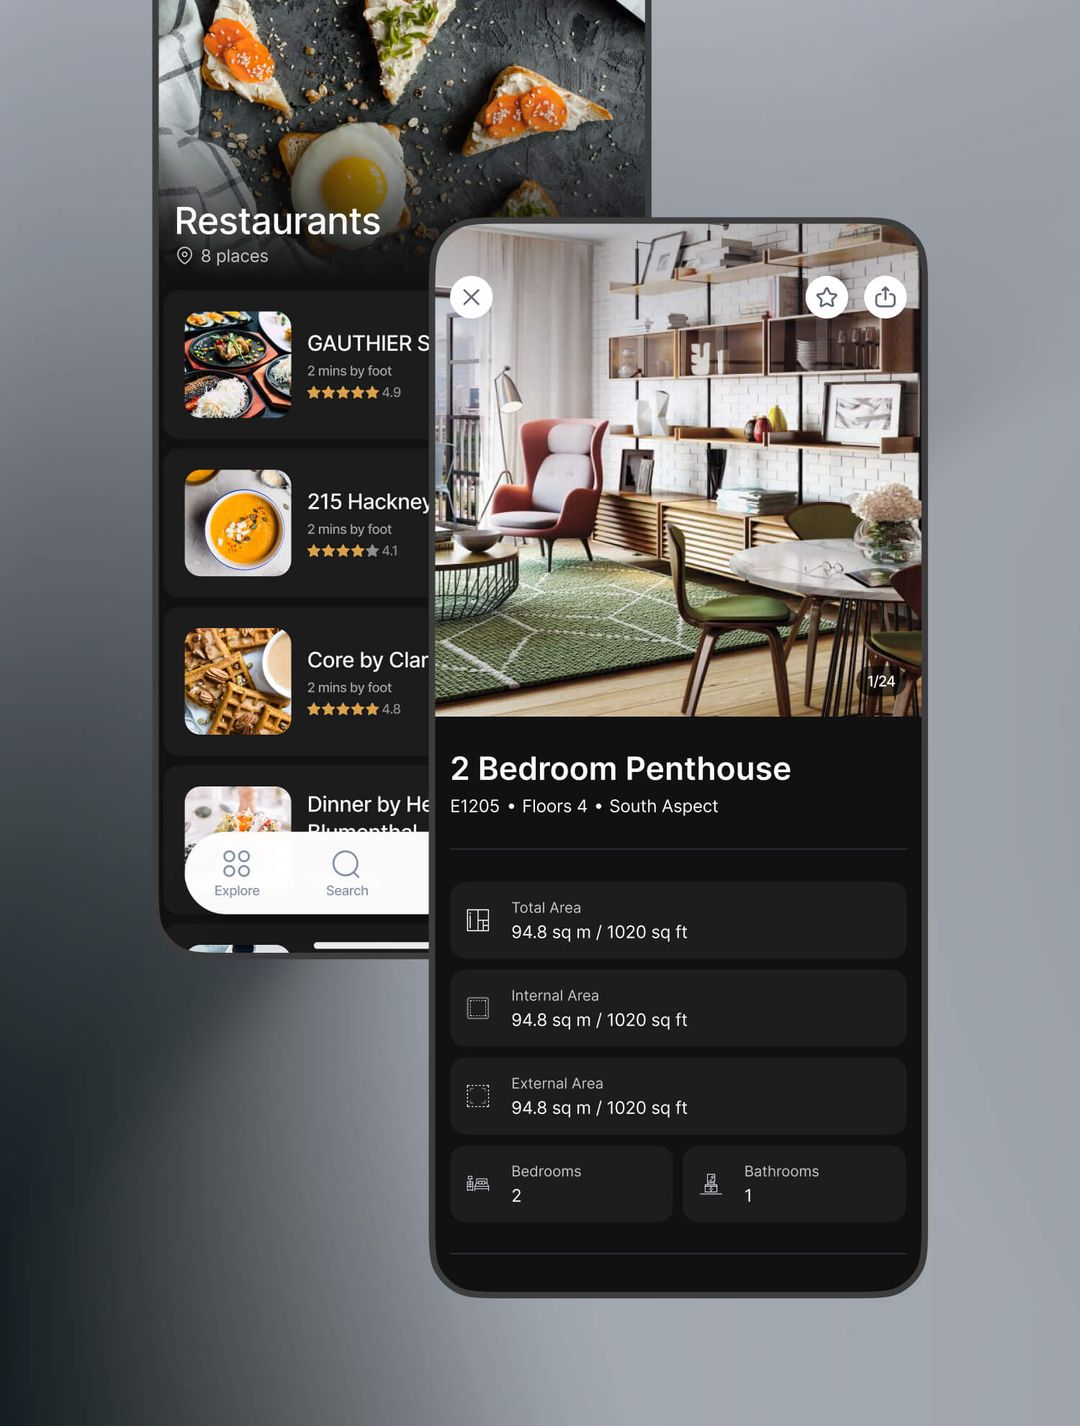 Restaurants
8 places
GAUTHIER S
2 mins by foot
4.9
215 Hackney
2 mins by foot
4.1
Core by Clar
2 mins by foot
4.8
Dinner by He
Blumenthal
Explore
Search
1/24
2 Bedroom Penthouse
E1205 • Floors 4 • South Aspect
Total Area
94.8 sq m / 1020 sq ft
Internal Area
94.8 sq m / 1020 sq ft
External Area
94.8 sq m / 1020 sq ft
Bedrooms
2
Bathrooms
1